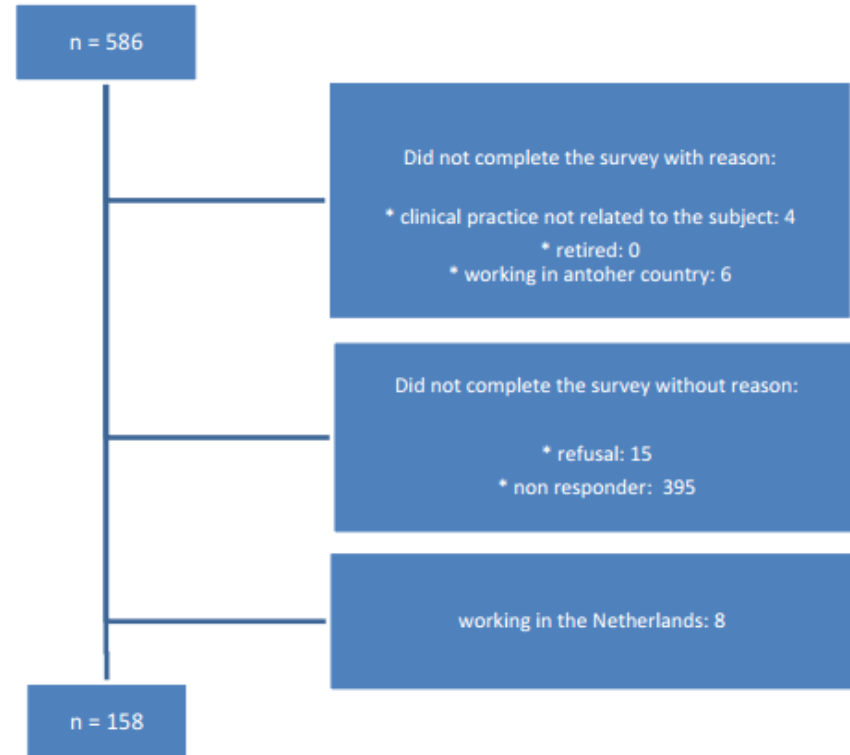 n = 586
Did not complete the survey with reason:
* clinical practice not related to the subject: 4
* retired: 0
* working in antoher country: 6
Did not complete the survey without reason:
* refusal: 15
* non responder:  395
working in the Netherlands: 8
n = 158